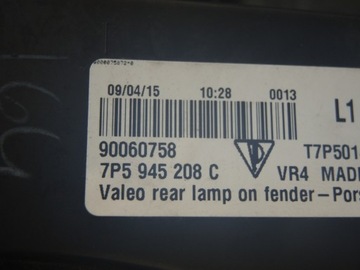 09/04/15 10:28 0013
L1
90060758 T7P501
7P5 945 208 C VR4 MADE
Valeo rear lamp on fender-Pors